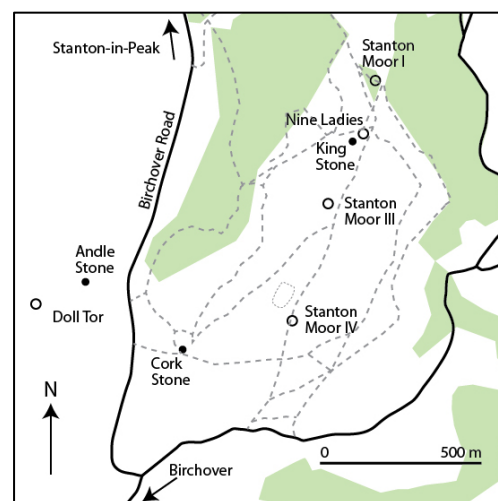 Stanton-in-Peak
Stanton
Moor I
Nine Ladies
King
Stone
Birchover Road
Stanton
Moor III
Andle
Stone
Doll Tor
Stanton
Moor IV
Cork
Stone
N
0 500 m
Birchover